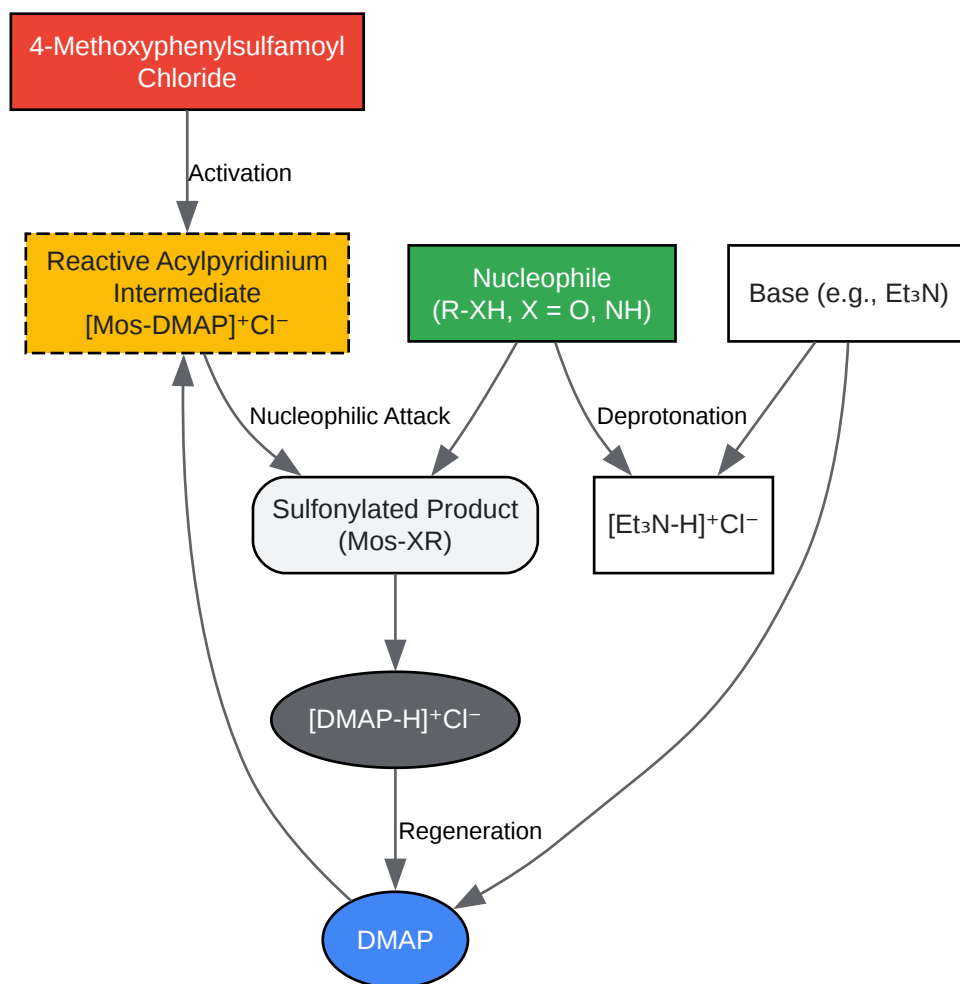 4-Methoxyphenylsulfamoyl
Chloride
Activation
Reactive Acylpyridinium
Intermediate
[Mos-DMAP]⁺Cl⁻
Nucleophile
(R-XH, X = O, NH)
Base (e.g., Et₃N)
Nucleophilic Attack
Deprotonation
Sulfonylated Product
(Mos-XR)
[Et₃N-H]⁺Cl⁻
[DMAP-H]⁺Cl⁻
Regeneration
DMAP